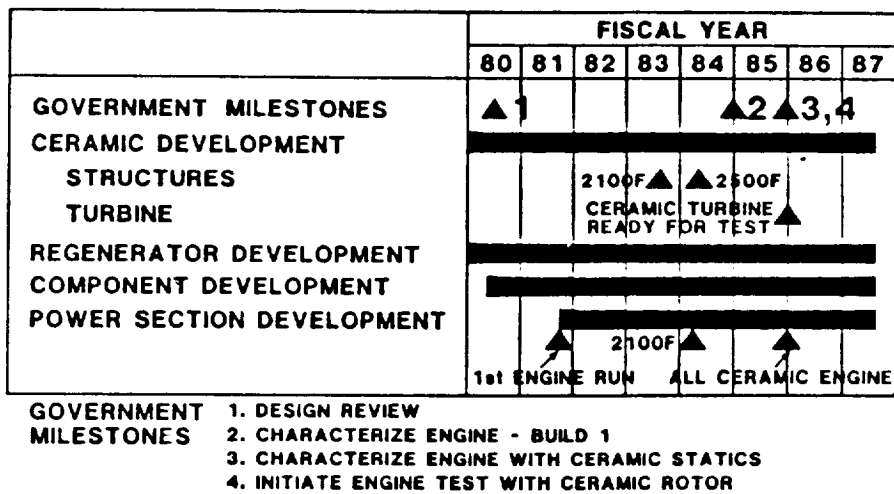 FISCAL YEAR
80 81 82 83 84 85 86 87
GOVERNMENT MILESTONES 1 2 3,4
CERAMIC DEVELOPMENT
STRUCTURES 2100F 2500F
TURBINE CERAMIC TURBINE
READY FOR TEST
REGENERATOR DEVELOPMENT
COMPONENT DEVELOPMENT
POWER SECTION DEVELOPMENT
2100F
1st ENGINE RUN ALL CERAMIC ENGINE
GOVERNMENT 1. DESIGN REVIEW
MILESTONES 2. CHARACTERIZE ENGINE - BUILD 1
3. CHARACTERIZE ENGINE WITH CERAMIC STATICS
4. INITIATE ENGINE TEST WITH CERAMIC ROTOR